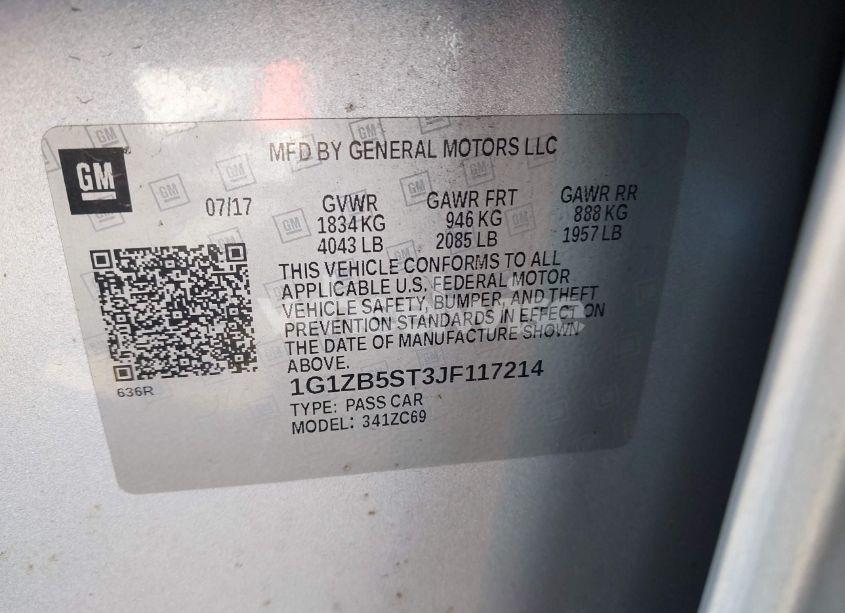 MFD BY GENERAL MOTORS LLC
GM
07/17 GVWR GAWR FRT GAWR RR
1834 KG 946 KG 888 KG
4043 LB 2085 LB 1957 LB
THIS VEHICLE CONFORMS TO ALL
APPLICABLE U.S. FEDERAL MOTOR
VEHICLE SAFETY, BUMPER, AND THEFT
PREVENTION STANDARDS IN EFFECT ON
THE DATE OF MANUFACTURE SHOWN
ABOVE.
636R
1G1ZB5ST3JF117214
TYPE: PASS CAR
MODEL: 341ZC69